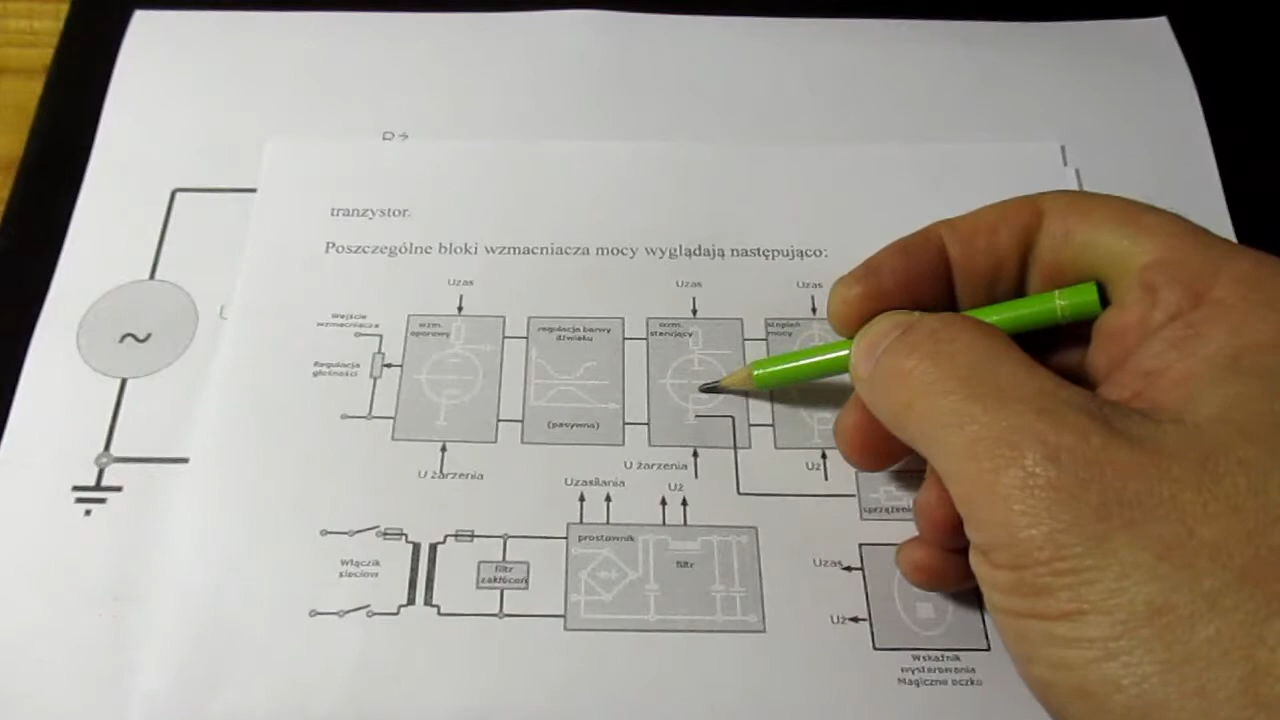 tranzystor.
Poszczególne bloki wzmacniacza mocy wyglądają następująco:
Uzas
Uzas
Uzas
Wejście
wzmacniacza
Regulacja
głośności
wzm.
oporowy
regulacja barwy
dźwięku
(pasywna)
wzm.
sterujący
stopień
mocy
U żarzenia
U żarzenia
Uż
Uzasilania
Uż
sprzężeni
Włącznik
sieciowy
filtr
zakłóceń
prostownik
filtr
Uzas
Uż
Wskaźnik
wysterowania
Magiczne oczko